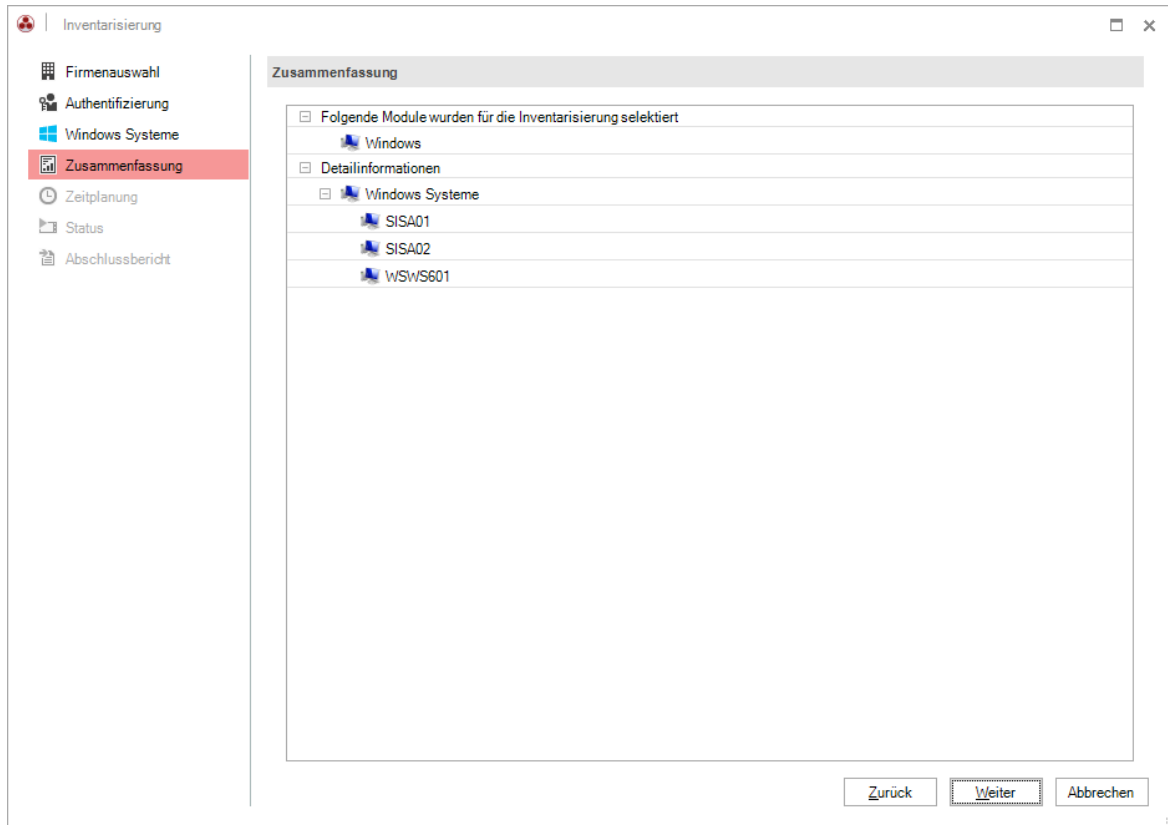 Inventarisierung
Firmenauswahl
Authentifizierung
Windows Systeme
Zusammenfassung
Zeitplanung
Status
Abschlussbericht
Zusammenfassung
Folgende Module wurden für die Inventarisierung selektiert
Windows
Detailinformationen
Windows Systeme
SISA01
SISA02
WSWS601
Zurück
Weiter
Abbrechen